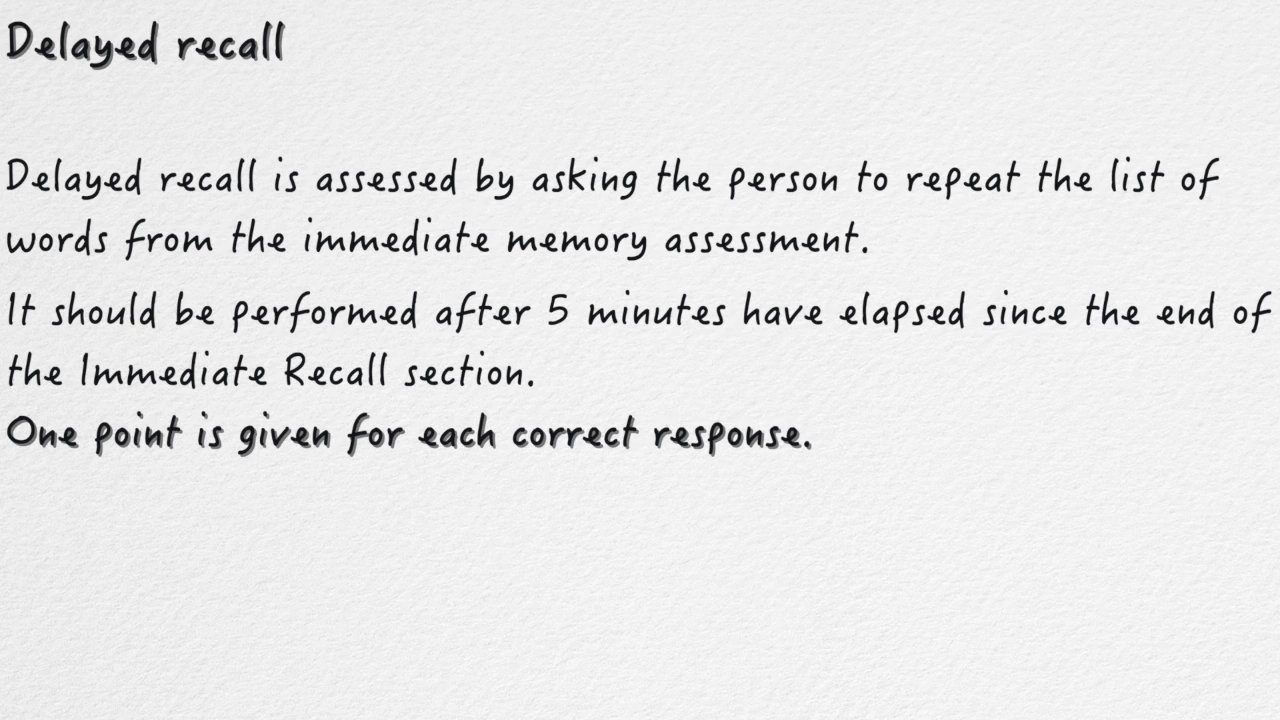 Delayed recall
Delayed recall is assessed by asking the person to repeat the list of
words from the immediate memory assessment.
It should be performed after 5 minutes have elapsed since the end of
the Immediate Recall section.
One point is given for each correct response.